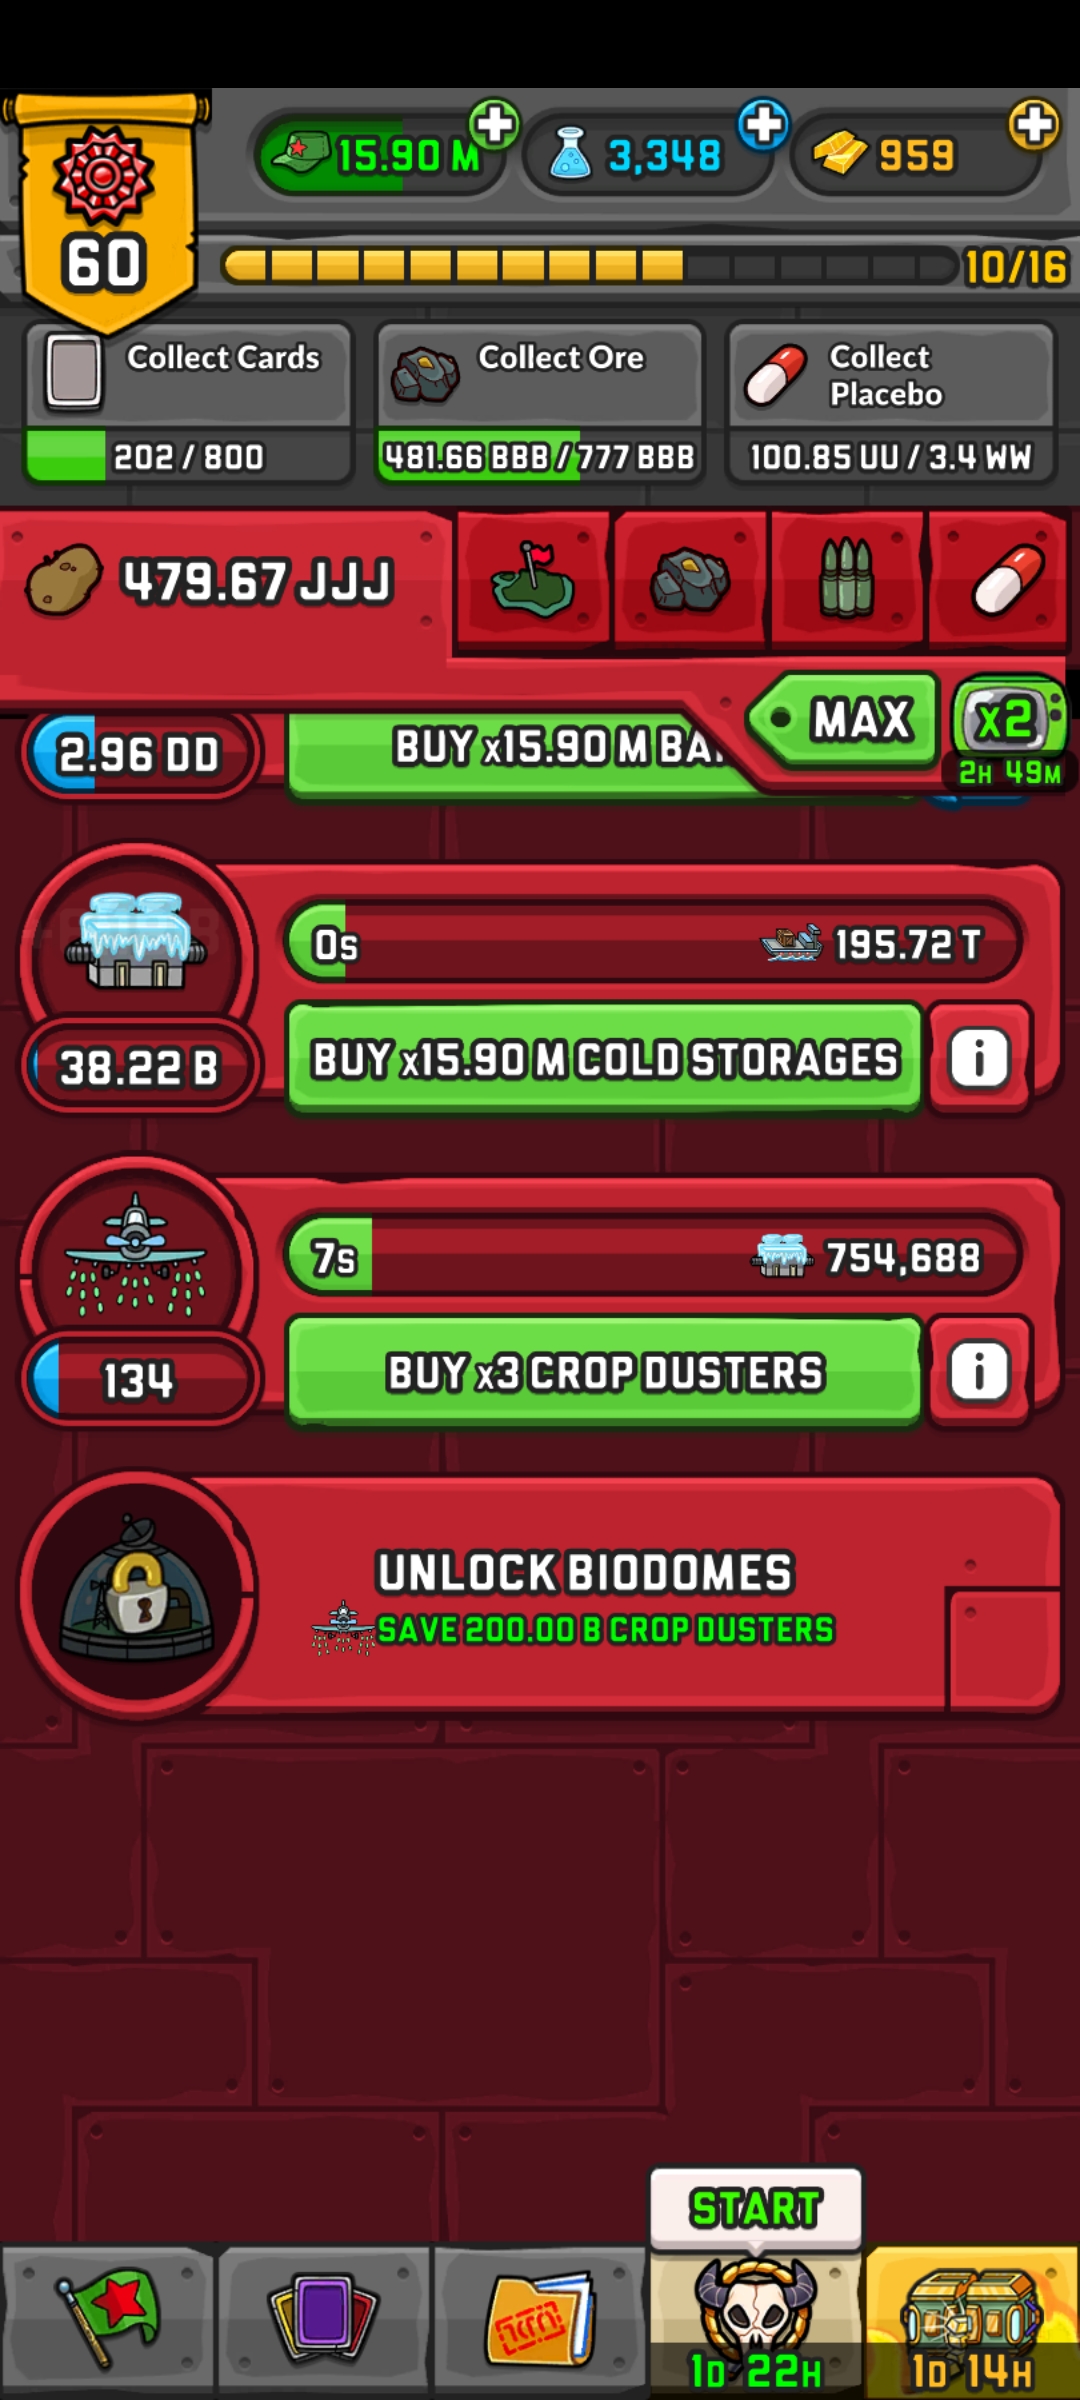 60
15.90 M
3,348
959
10/16
Collect Cards
202 / 800
Collect Ore
481.66 BBB / 777 BBB
Collect
Placebo
100.85 UU / 3.4 WW
479.67 JJJ
MAX
x2
2H 49M
2.96 DD
BUY x15.90 M
0s
195.72 T
38.22 B
BUY x15.90 M COLD STORAGES
i
7s
754,688
134
BUY x3 CROP DUSTERS
i
UNLOCK BIODOMES
SAVE 200.00 B CROP DUSTERS
START
1D 22H
1D 14H